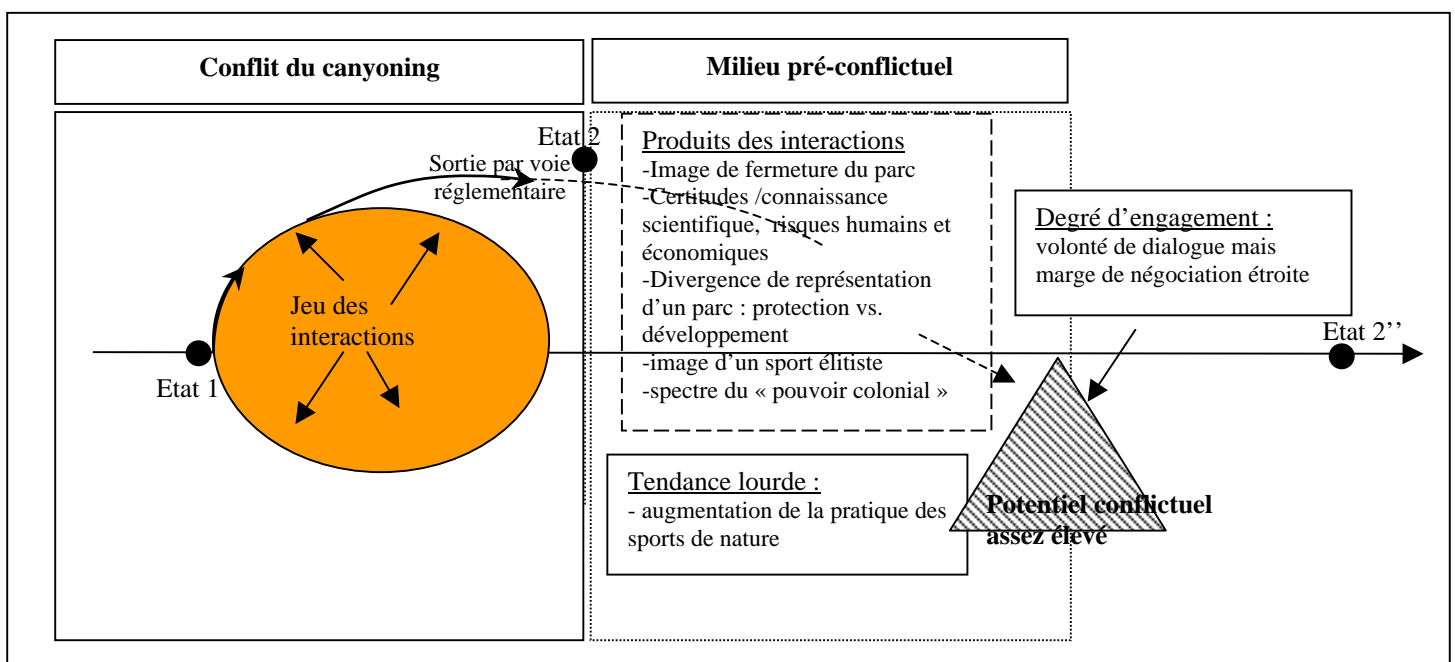 Conflit du canyoning
Milieu pré-conflictuel
Etat 2
Sortie par voie
réglementaire
Jeu des
interactions
Etat 1
Produits des interactions
-Image de fermeture du parc
-Certitudes /connaissance
scientifique, risques humains et
économiques
-Divergence de représentation
d’un parc : protection vs.
développement
-image d’un sport élitiste
-spectre du « pouvoir colonial »
Tendance lourde :
- augmentation de la pratique des
sports de nature
Degré d’engagement :
volonté de dialogue mais
marge de négociation étroite
Etat 2’’
Potentiel conflictuel
assez élevé